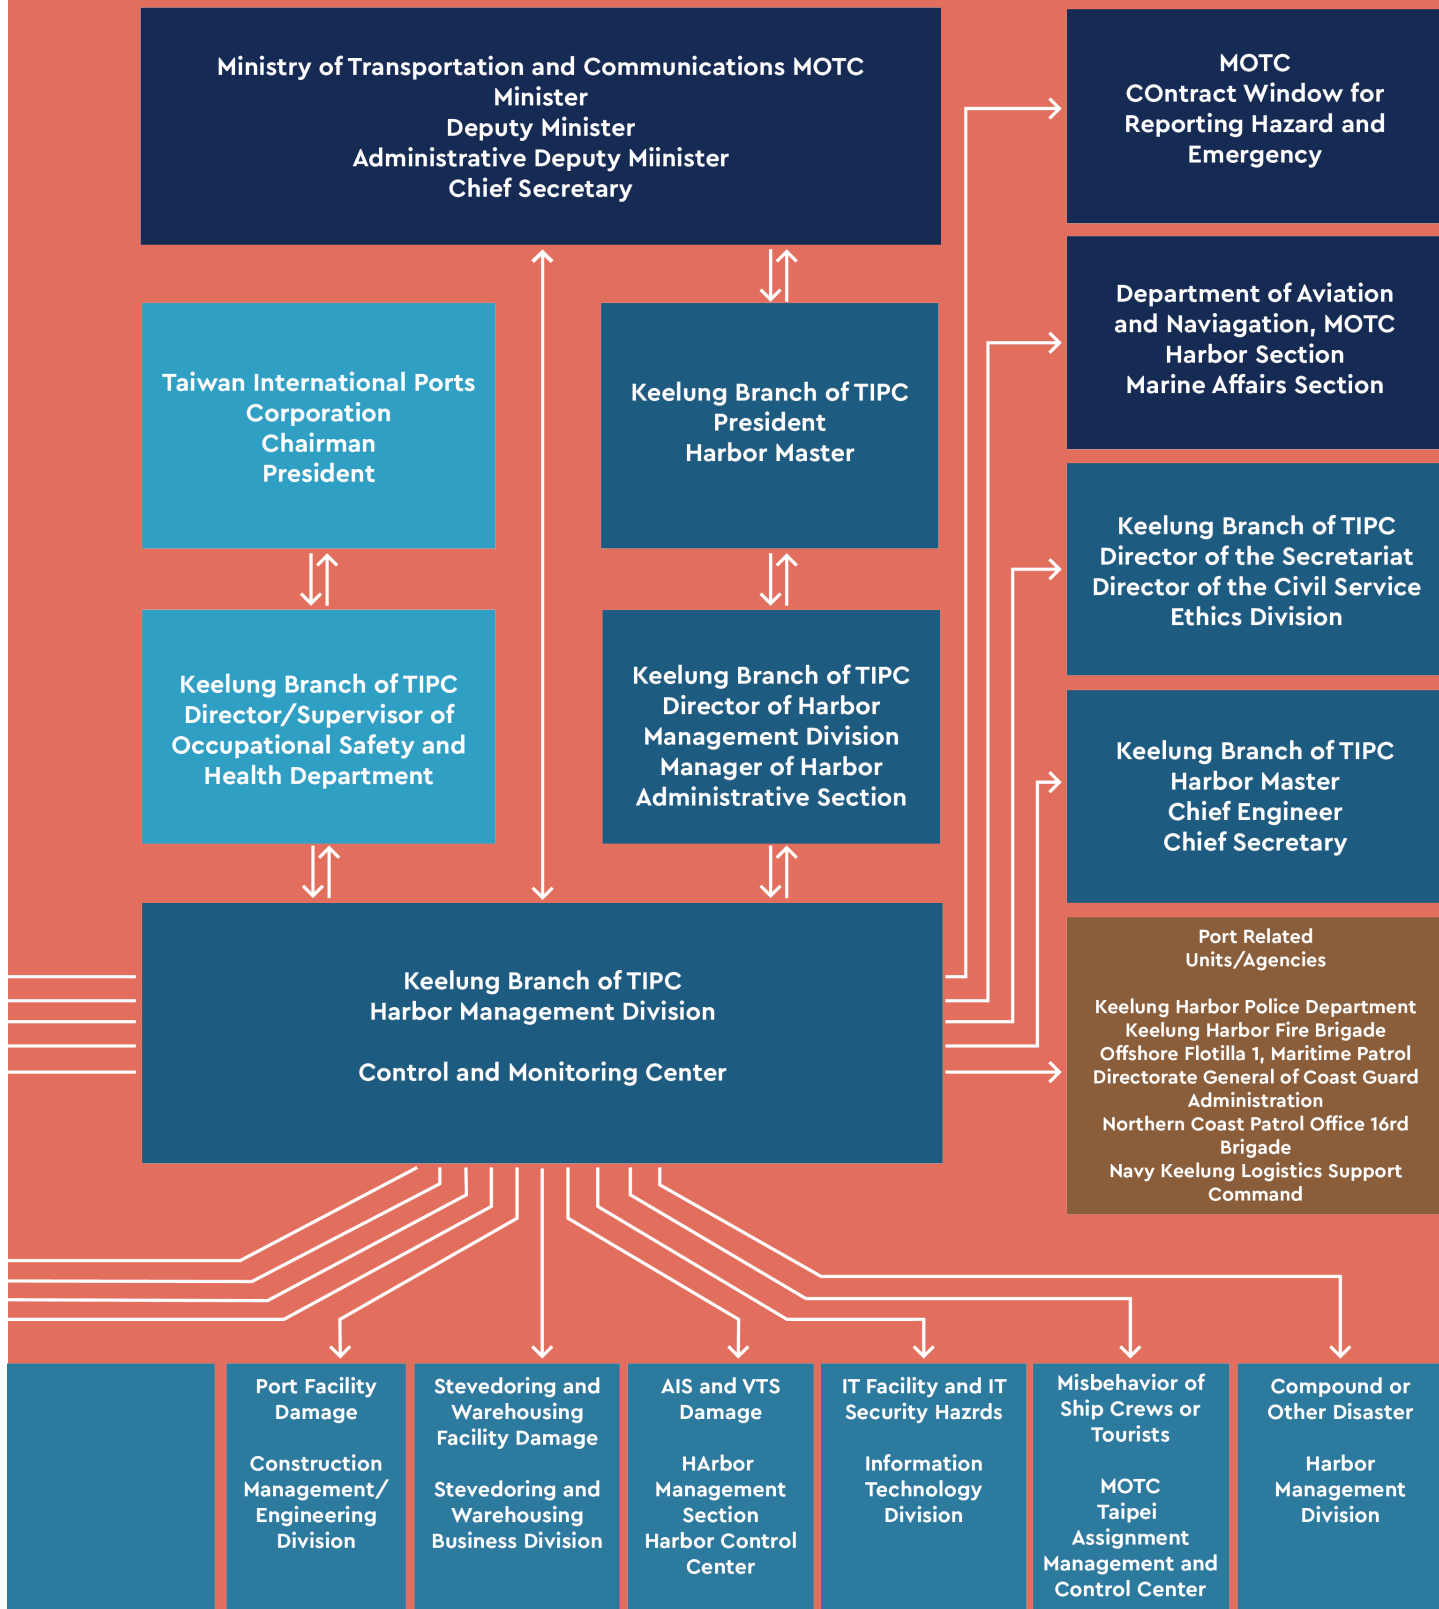 Ministry of Transportation and Communications MOTC
Minister
Deputy Minister
Administrative Deputy Miinister
Chief Secretary
MOTC
COntract Window for
Reporting Hazard and
Emergency
Department of Aviation
and Naviagation, MOTC
Harbor Section
Marine Affairs Section
Taiwan International Ports
Corporation
Chairman
President
Keelung Branch of TIPC
President
Harbor Master
Keelung Branch of TIPC
Director of the Secretariat
Director of the Civil Service
Ethics Division
Keelung Branch of TIPC
Director/Supervisor of
Occupational Safety and
Health Department
Keelung Branch of TIPC
Director of Harbor
Management Division
Manager of Harbor
Administrative Section
Keelung Branch of TIPC
Harbor Master
Chief Engineer
Chief Secretary
Keelung Branch of TIPC
Harbor Management Division
Control and Monitoring Center
Port Related
Units/Agencies
Keelung Harbor Police Department
Keelung Harbor Fire Brigade
Offshore Flotilla 1, Maritime Patrol
Directorate General of Coast Guard
Administration
Northern Coast Patrol Office 16rd
Brigade
Navy Keelung Logistics Support
Command
Port Facility
Damage
Construction
Management/
Engineering
Division
Stevedoring and
Warehousing
Facility Damage
Stevedoring and
Warehousing
Business Division
AIS and VTS
Damage
HArbor
Management
Section
Harbor Control
Center
IT Facility and IT
Security Hazrds
Information
Technology
Division
Misbehavior of
Ship Crews or
Tourists
MOTC
Taipei
Assignment
Management and
Control Center
Compound or
Other Disaster
Harbor
Management
Division